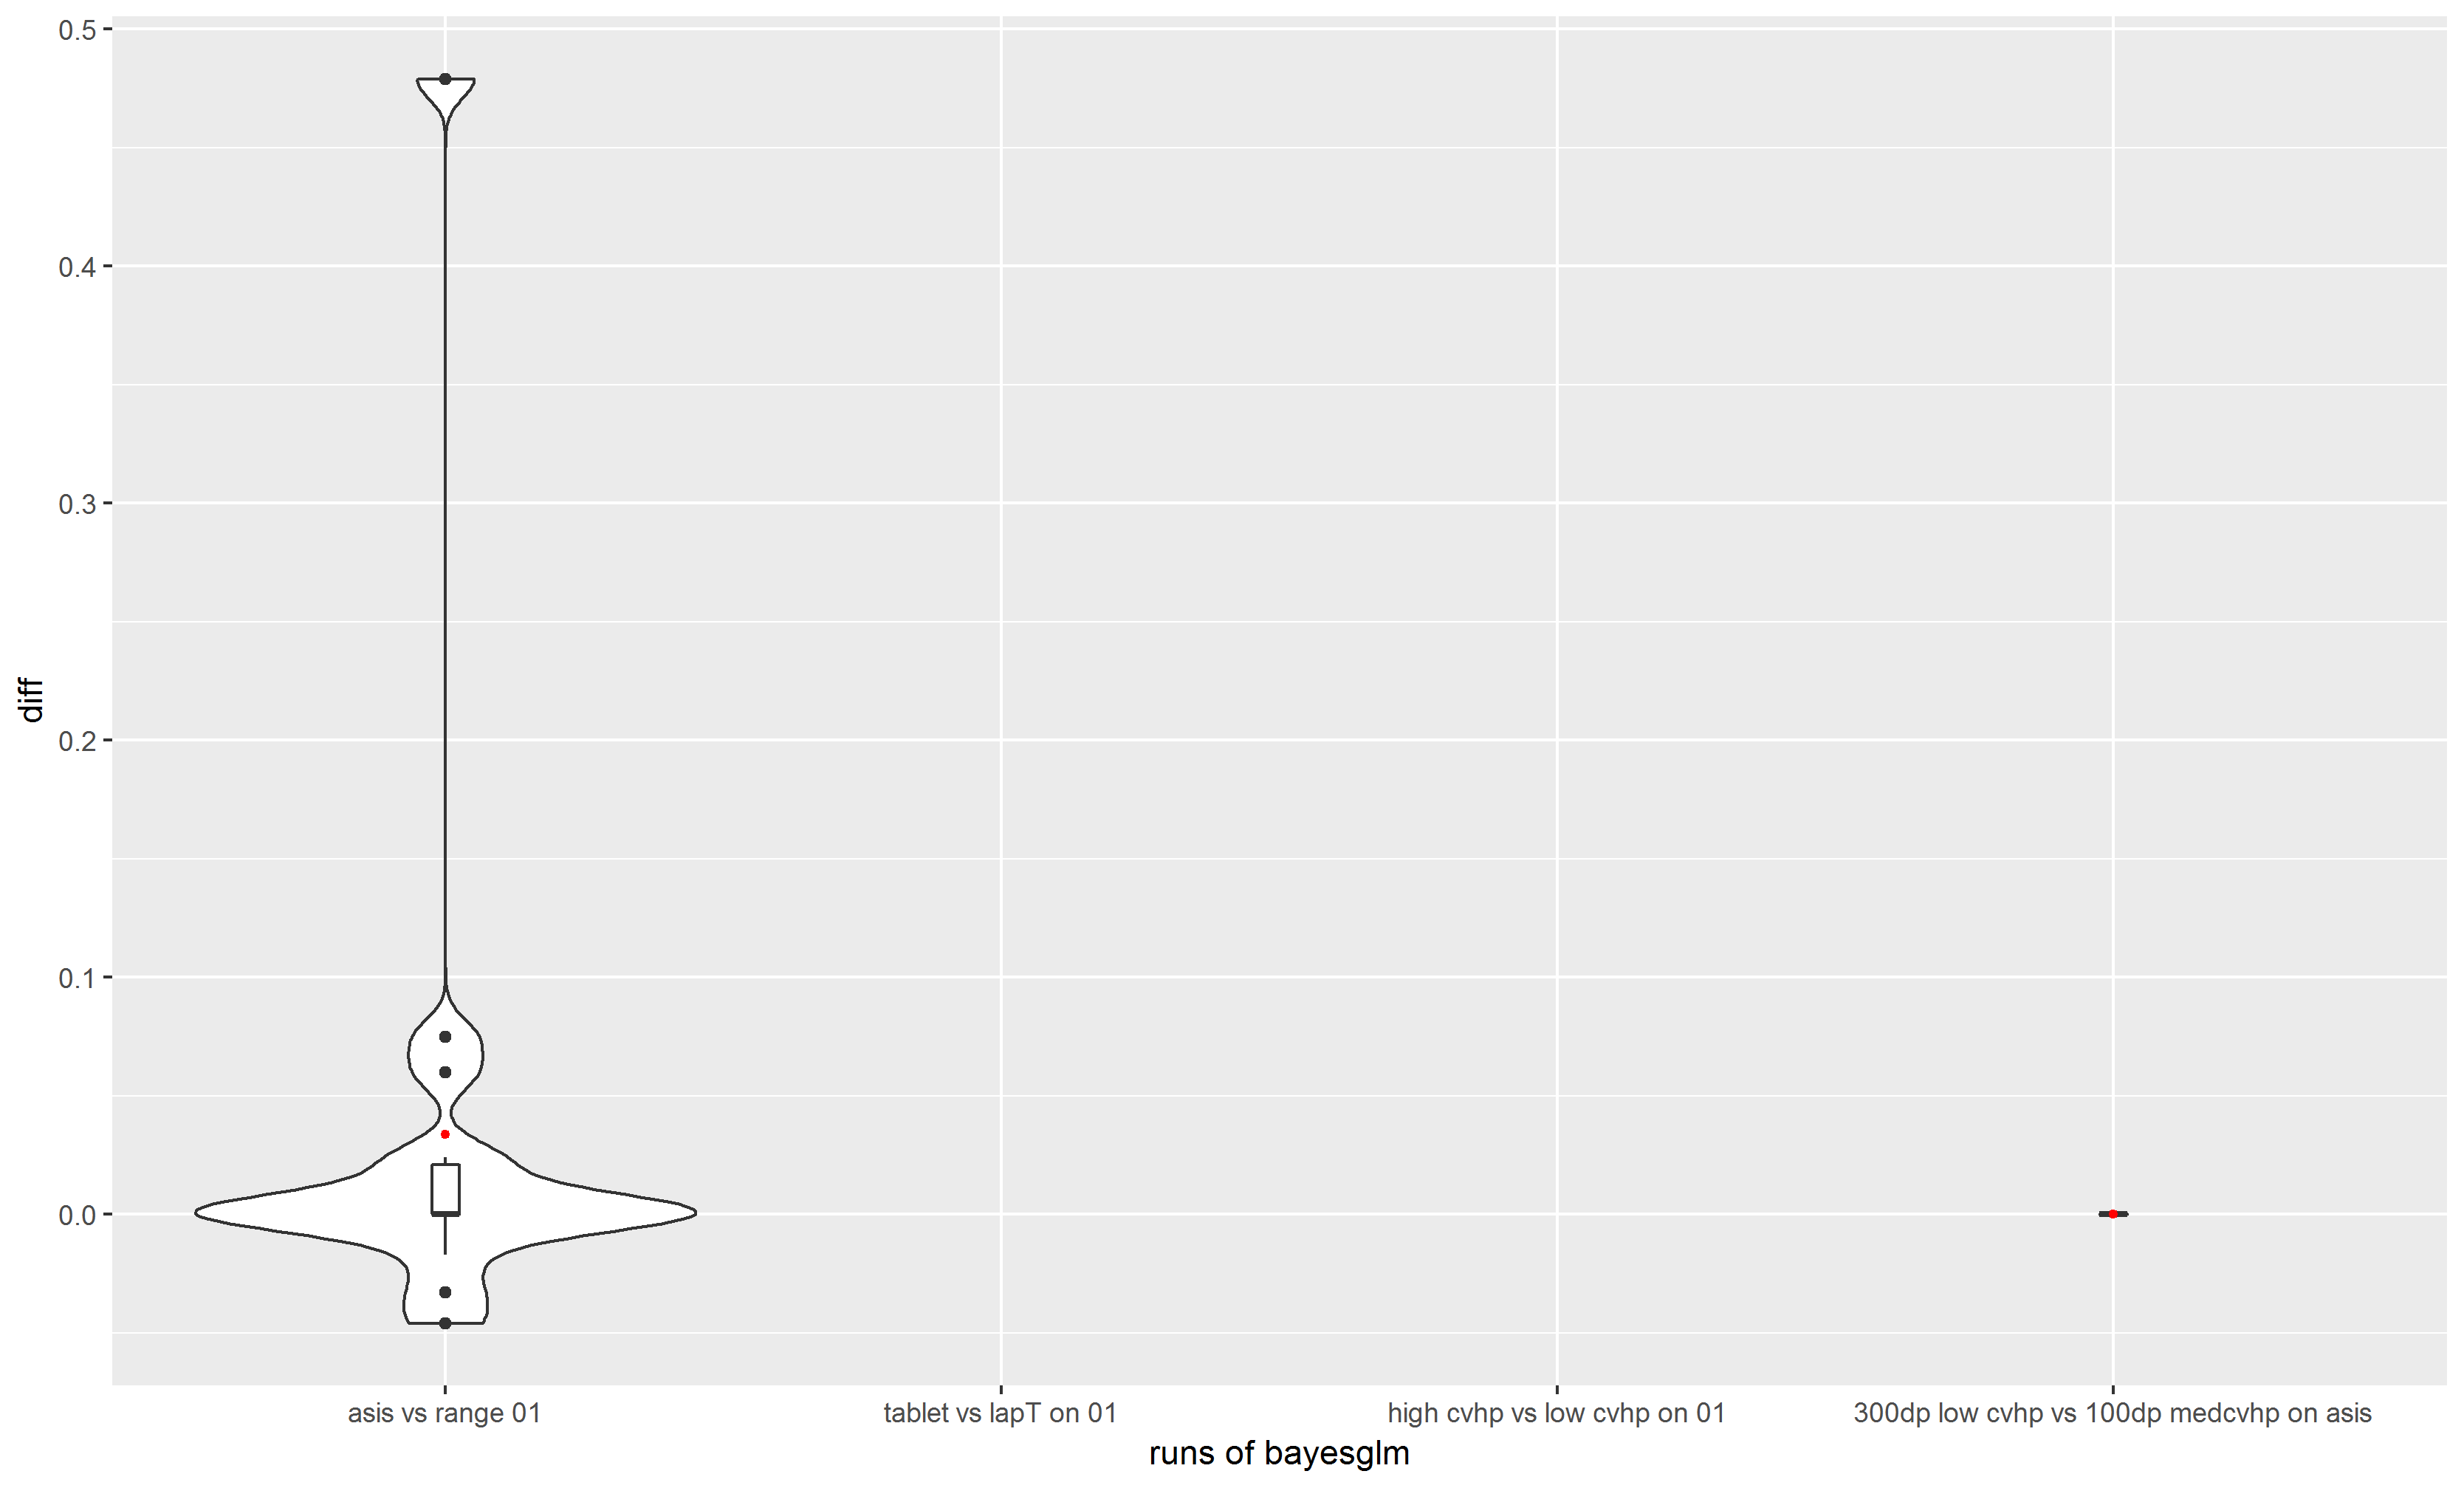 0.5
0.4
0.3
0.2
0.1
0.0
diff
asis vs range 01
tablet vs lapT on 01
high cvhp vs low cvhp on 01
300dp low cvhp vs 100dp medcvhp on asis
runs of bayesglm